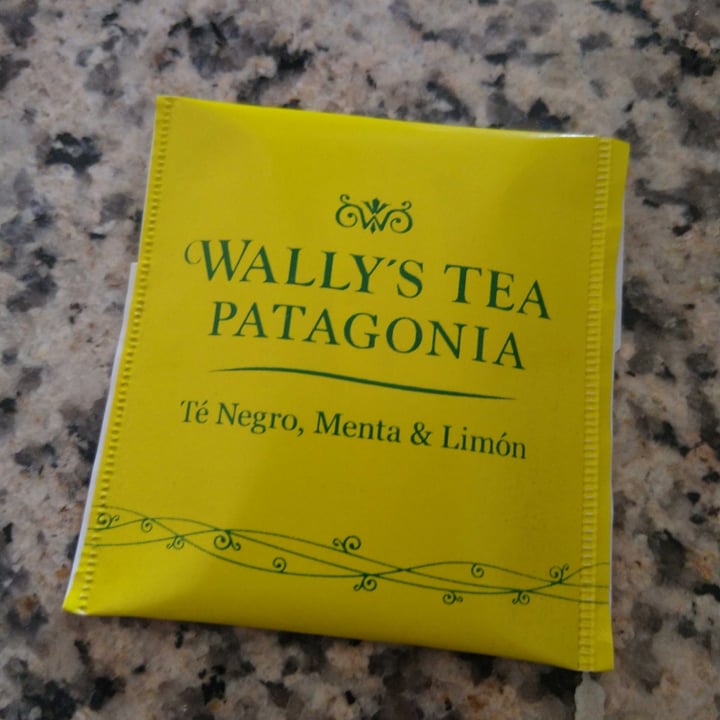 WALLY´S TEA
PATAGONIA
Té Negro, Menta & Limón